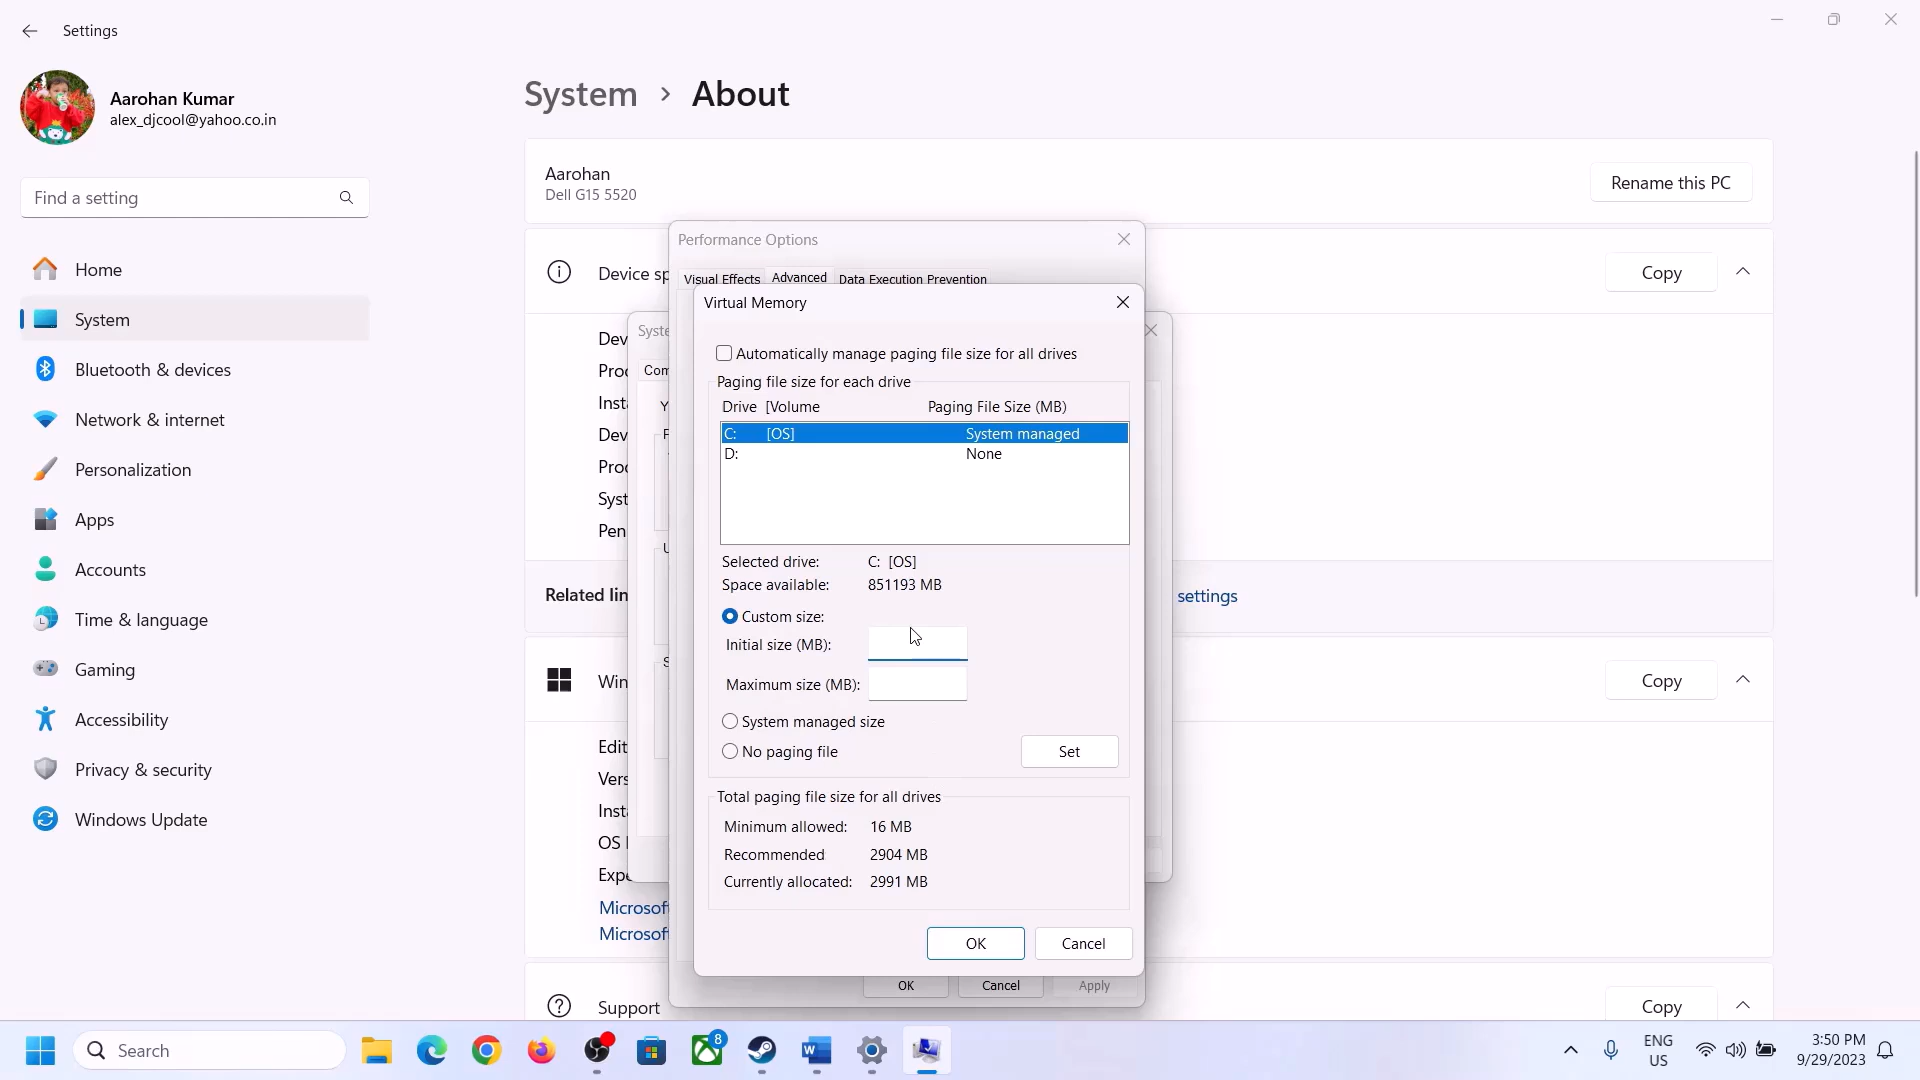 Settings
Aarohan Kumar
alex_djcool@yahoo.co.in
Find a setting
Home
System
Bluetooth & devices
Network & internet
Personalization
Apps
Accounts
Time & language
Gaming
Accessibility
Privacy & security
Windows Update
System > About
Aarohan
Dell G15 5520
Rename this PC
Device sp
Copy
Dev
Proc
Insta
Dev
Proc
Syst
Pen
Related lin
settings
Win
Copy
Edit
Vers
Insta
OS
Expe
Microsof
Microsof
Support
Copy
Syste
Com
Performance Options
Visual Effects
Advanced
Data Execution Prevention
Virtual Memory
Automatically manage paging file size for all drives
Paging file size for each drive
Drive [Volume Paging File Size (MB)
C: [OS] System managed
D: None
Selected drive: C: [OS]
Space available: 851193 MB
Custom size:
Initial size (MB):
Maximum size (MB):
System managed size
No paging file
Set
Total paging file size for all drives
Minimum allowed: 16 MB
Recommended 2904 MB
Currently allocated: 2991 MB
OK
Cancel
OK
Cancel
Apply
Search
8
ENG
US
3:50 PM
9/29/2023